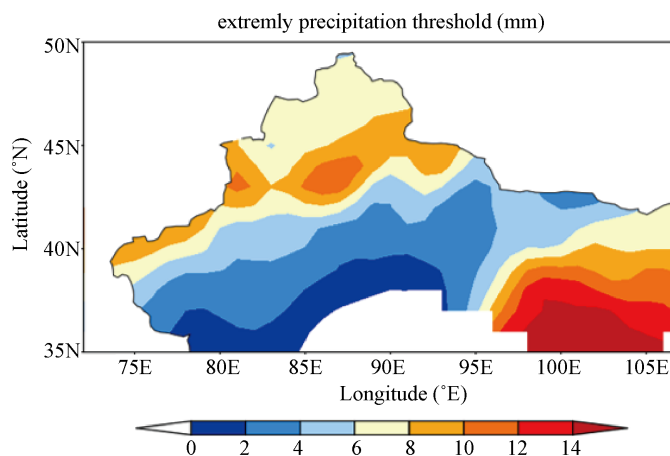 extremly precipitation threshold (mm)
50N
45N
40N
35N
Latitude (˚N)
75E 80E 85E 90E 95E 100E 105E
Longitude (˚E)
0 2 4 6 8 10 12 14